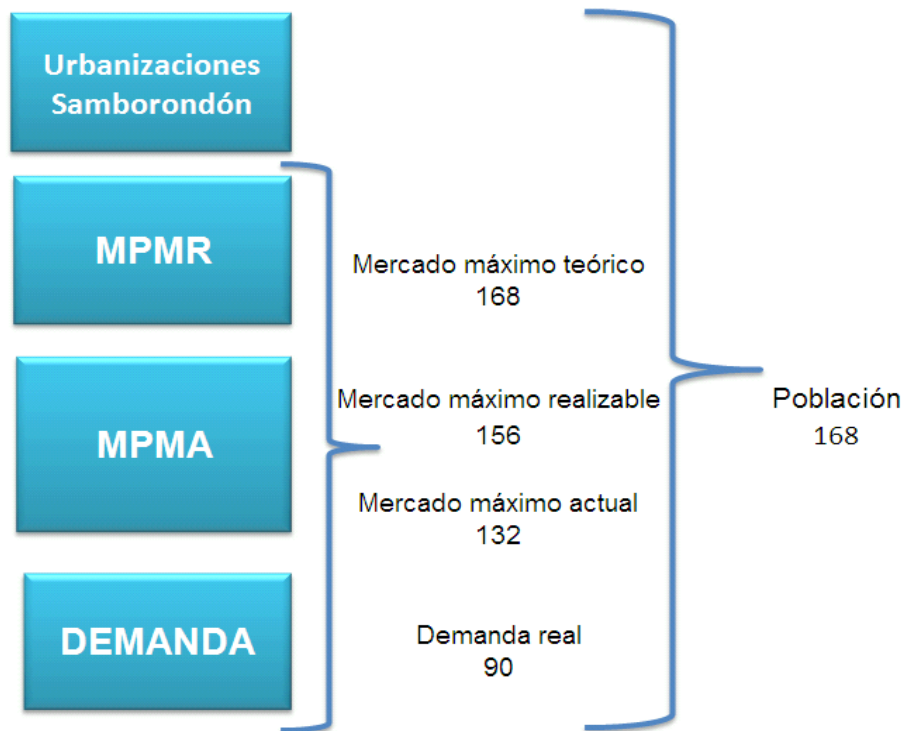 Urbanizaciones
Samborondón
MPMR
MPMA
DEMANDA
Mercado máximo teórico
168
Mercado máximo realizable
156
Mercado máximo actual
132
Demanda real
90
Población
168